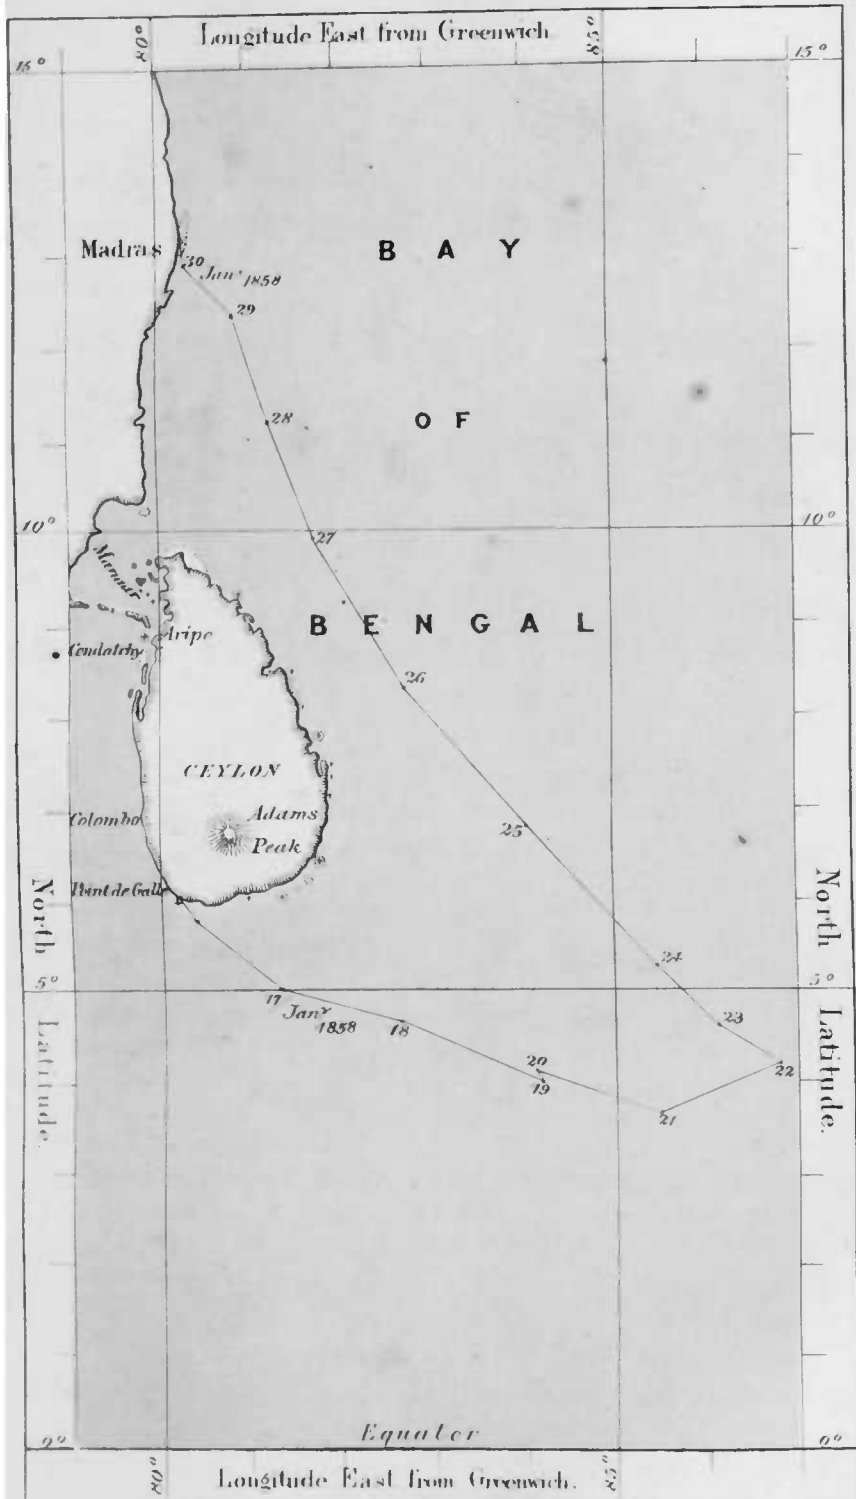 Longitude East from Greenwich
80°
85°
15°
15°
Madras
BAY
30
Jany 1858
29
28
OF
10°
27
10°
Manaar
BENGAL
Aripo
Condatchy
26
CEYLON
Colombo
Adams
Peak
25
Point de Galle
North Latitude.
North Latitude.
24
5°
17
Jany
1858
18
5°
23
20
19
22
21
0°
Equator
0°
80°
85°
Longitude East from Greenwich.